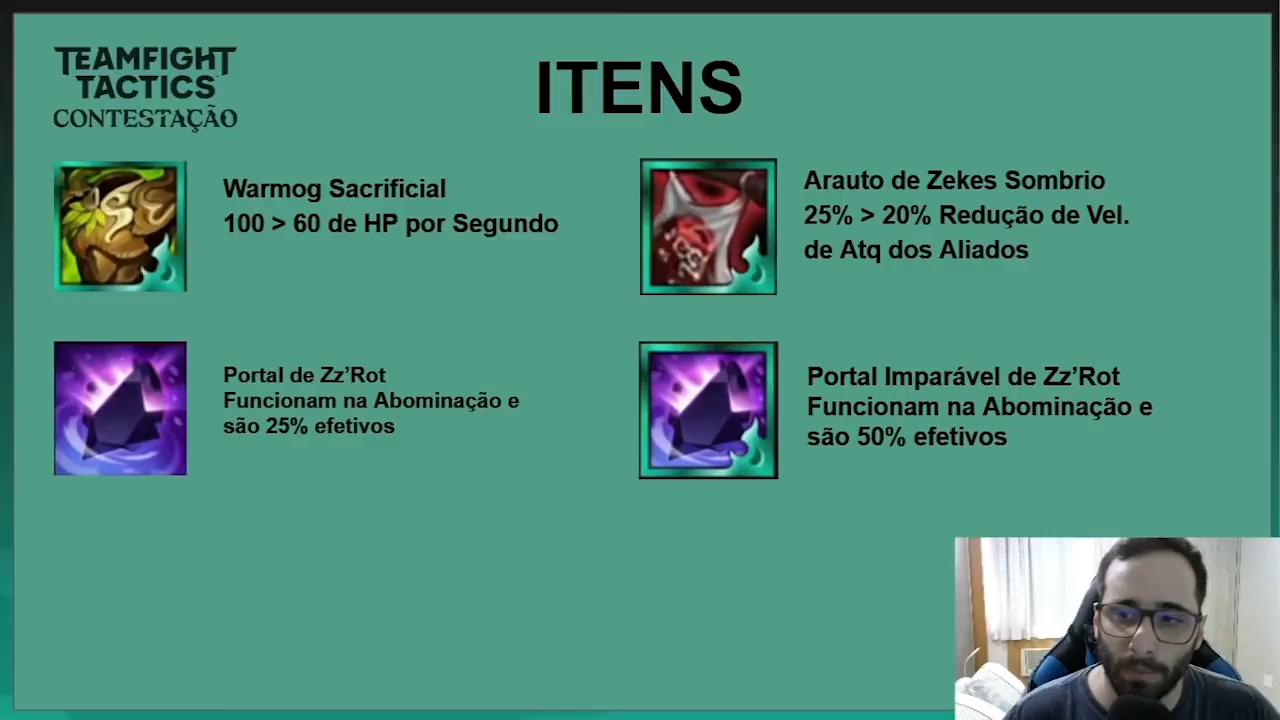 TEAMFIGHT
TACTICS
CONTESTAÇÃO
ITENS
Warmog Sacrificial
100 > 60 de HP por Segundo
Arauto de Zekes Sombrio
25% > 20% Redução de Vel.
de Atq dos Aliados
Portal de Zz’Rot
Funcionam na Abominação e
são 25% efetivos
Portal Imparável de Zz’Rot
Funcionam na Abominação e
são 50% efetivos